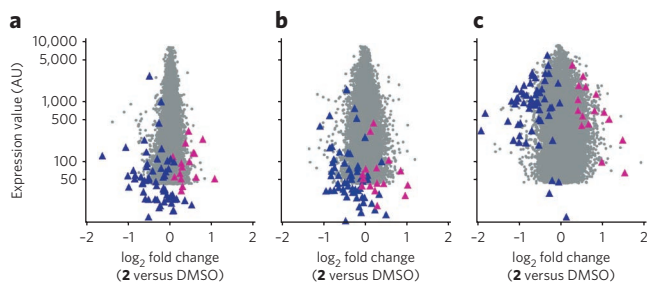 a
b
c
Expression value (AU)
10,000
5,000
1,000
500
100
50
−2 −1 0 1 2
−2 −1 0 1 2
−2 −1 0 1 2
log2 fold change
(2 versus DMSO)
log2 fold change
(2 versus DMSO)
log2 fold change
(2 versus DMSO)